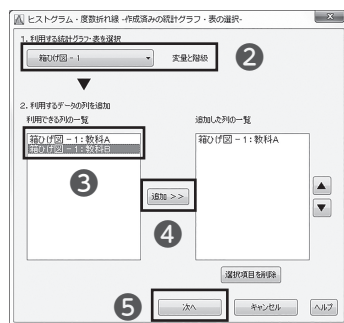 ヒストグラム・度数折れ線 -作成済みの統計グラフ・表の選択-
1. 利用する統計グラフ・表を選択
箱ひげ図 - 1 変量と階級 2
2. 利用するデータの列を追加
利用できる列の一覧 追加した列の一覧
箱ひげ図 - 1 : 教科A 箱ひげ図 - 1 : 教科A
箱ひげ図 - 1 : 教科B
3
追加 >>
4
選択項目を削除
5 次へ キャンセル ヘルプ